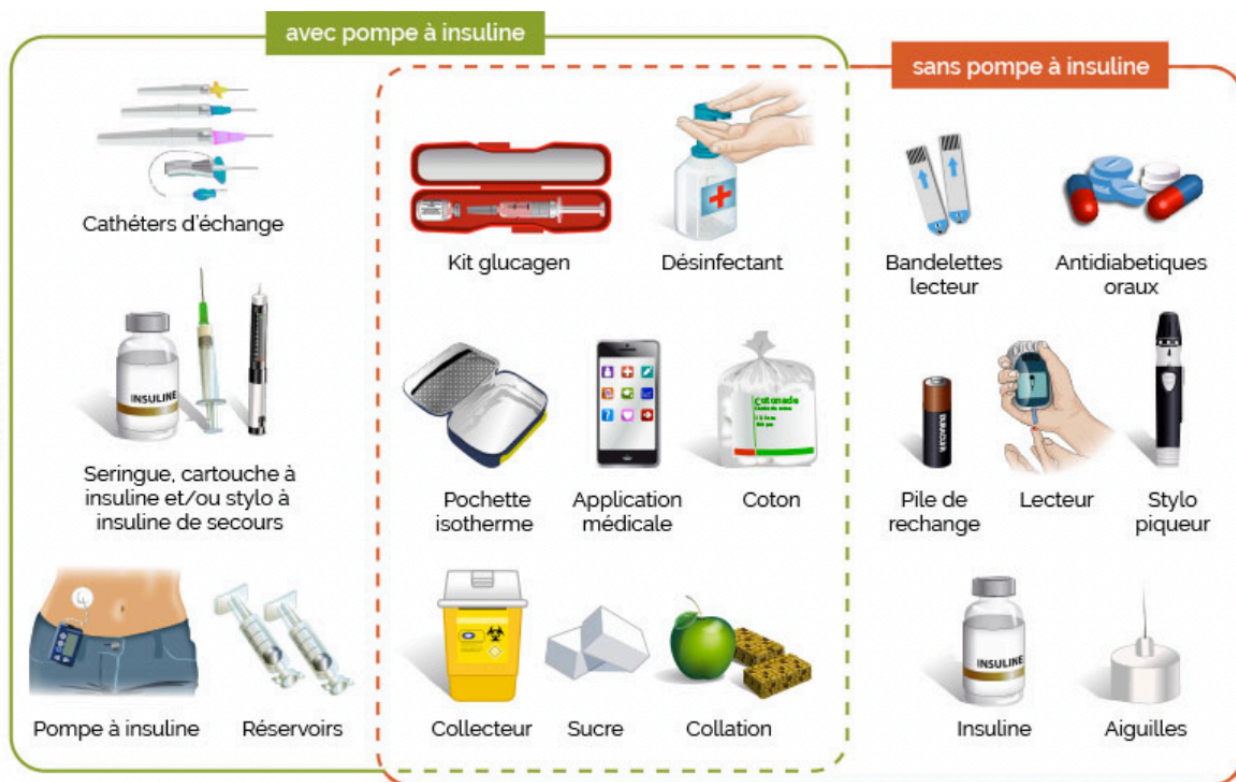 avec pompe à insuline
sans pompe à insuline
Cathéters d'échange
Kit glucagen
Désinfectant
Bandelettes
lecteur
Antidiabetiques
oraux
INSULINE
Seringue, cartouche à
insuline et/ou stylo à
insuline de secours
Pochette
isotherme
Application
médicale
Cotonade
Coton
DURACELL
Pile de
rechange
Lecteur
Stylo
piqueur
Pompe à insuline
Réservoirs
Collecteur
Sucre
Collation
INSULINE
Insuline
Aiguilles